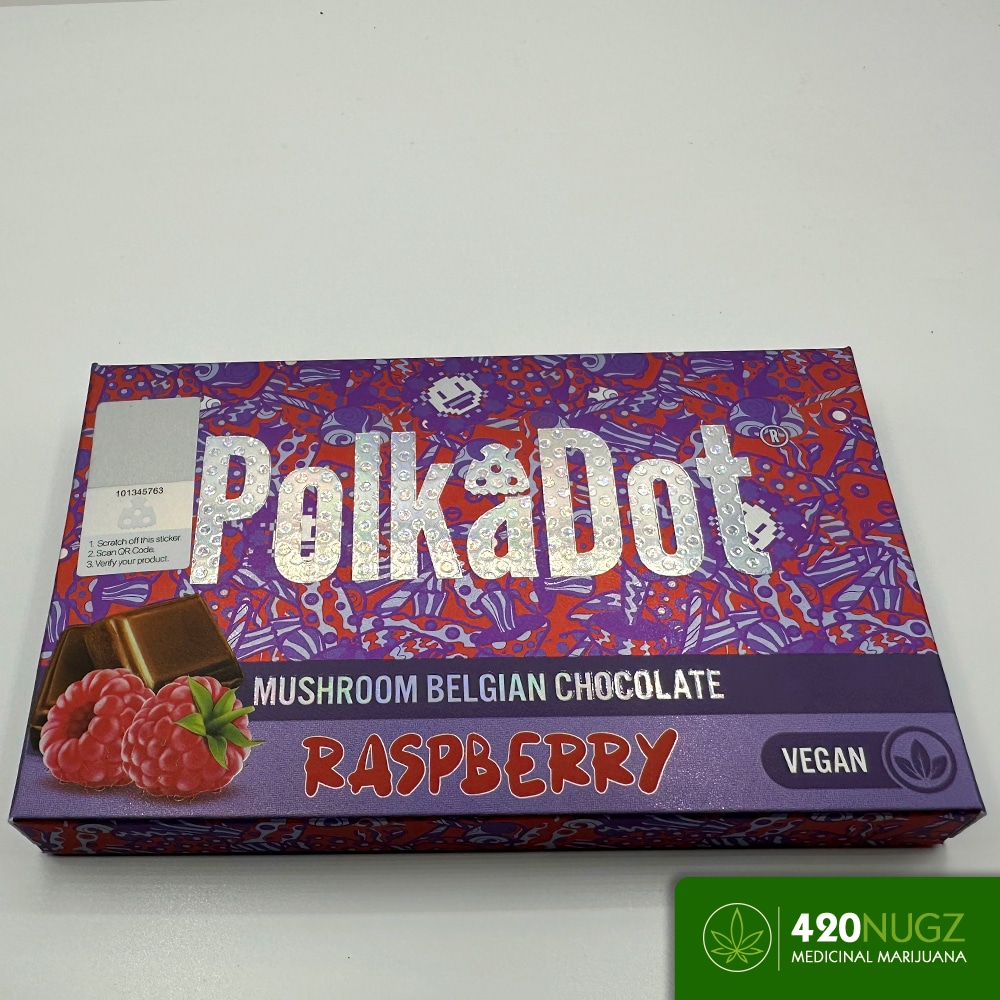 PolkaDot
®
101345763
1. Scratch off this sticker.
2. Scan QR Code.
3. Verify your product.
MUSHROOM BELGIAN CHOCOLATE
RASPBERRY
VEGAN
420NUGZ
MEDICINAL MARIJUANA